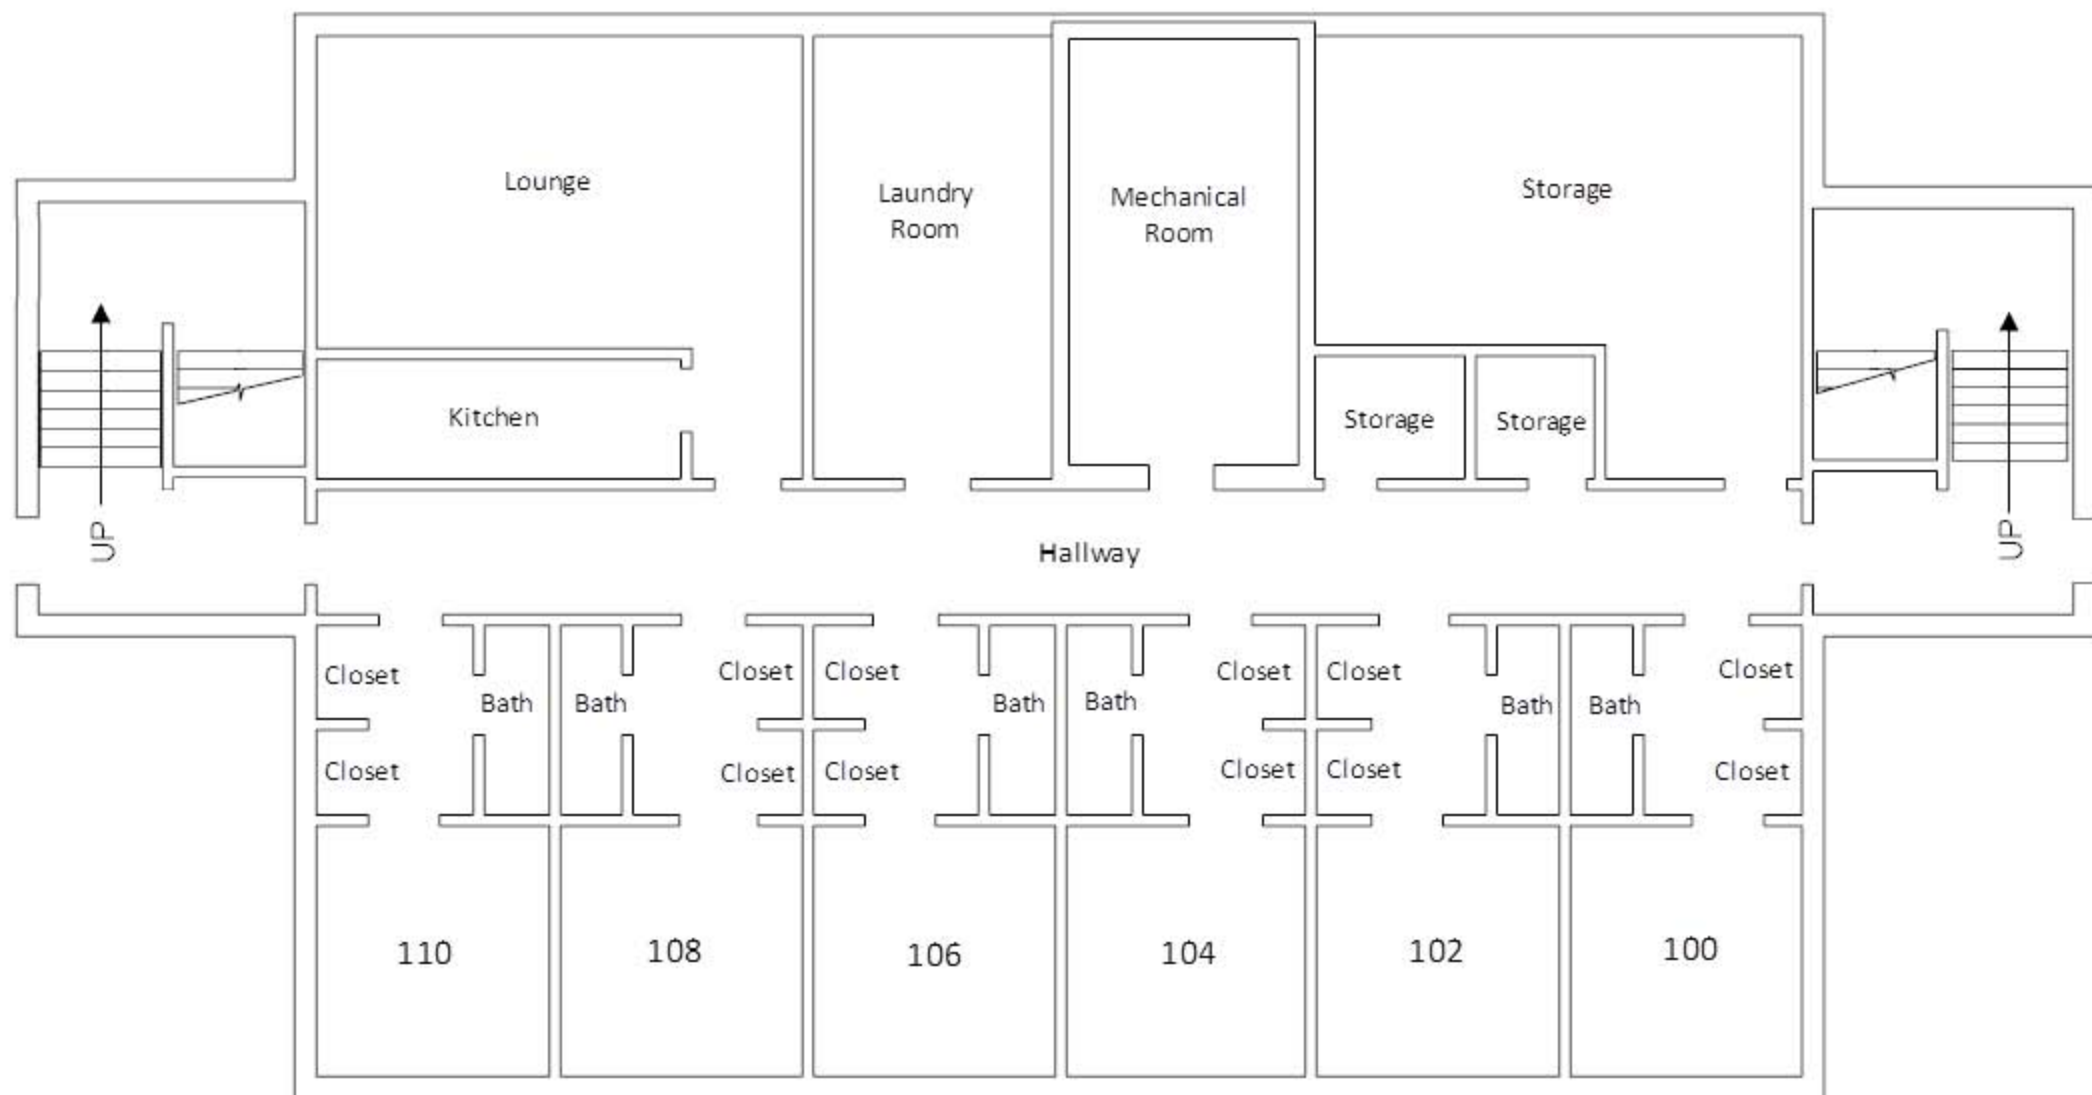 Lounge
Laundry
Room
Mechanical
Room
Storage
Kitchen
Storage
Storage
UP
Hallway
UP
Closet
Bath
Bath
Closet
Closet
Bath
Bath
Closet
Closet
Bath
Bath
Closet
Closet
Closet
Closet
Closet
Closet
Closet
110
108
106
104
102
100